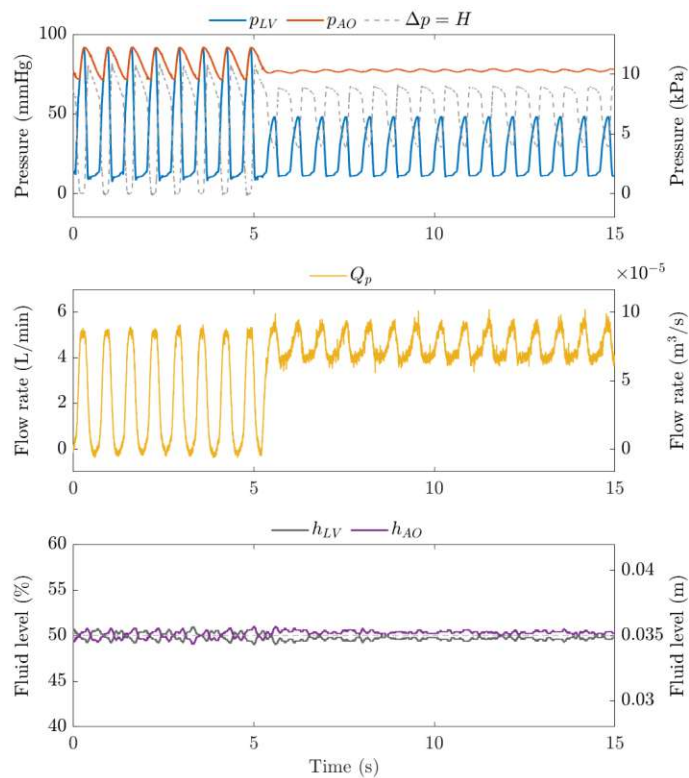 p_LV p_AO Δp = H
Pressure (mmHg)
100
50
0
Pressure (kPa)
10
5
0
0 5 10 15
Q_p
×10^-5
Flow rate (L/min)
6
4
2
0
Flow rate (m^3/s)
10
5
0
0 5 10 15
Time (s)
h_LV h_AO
Fluid level (%)
60
55
50
45
40
Fluid level (m)
0.04
0.035
0.03
0 5 10 15
Time (s)